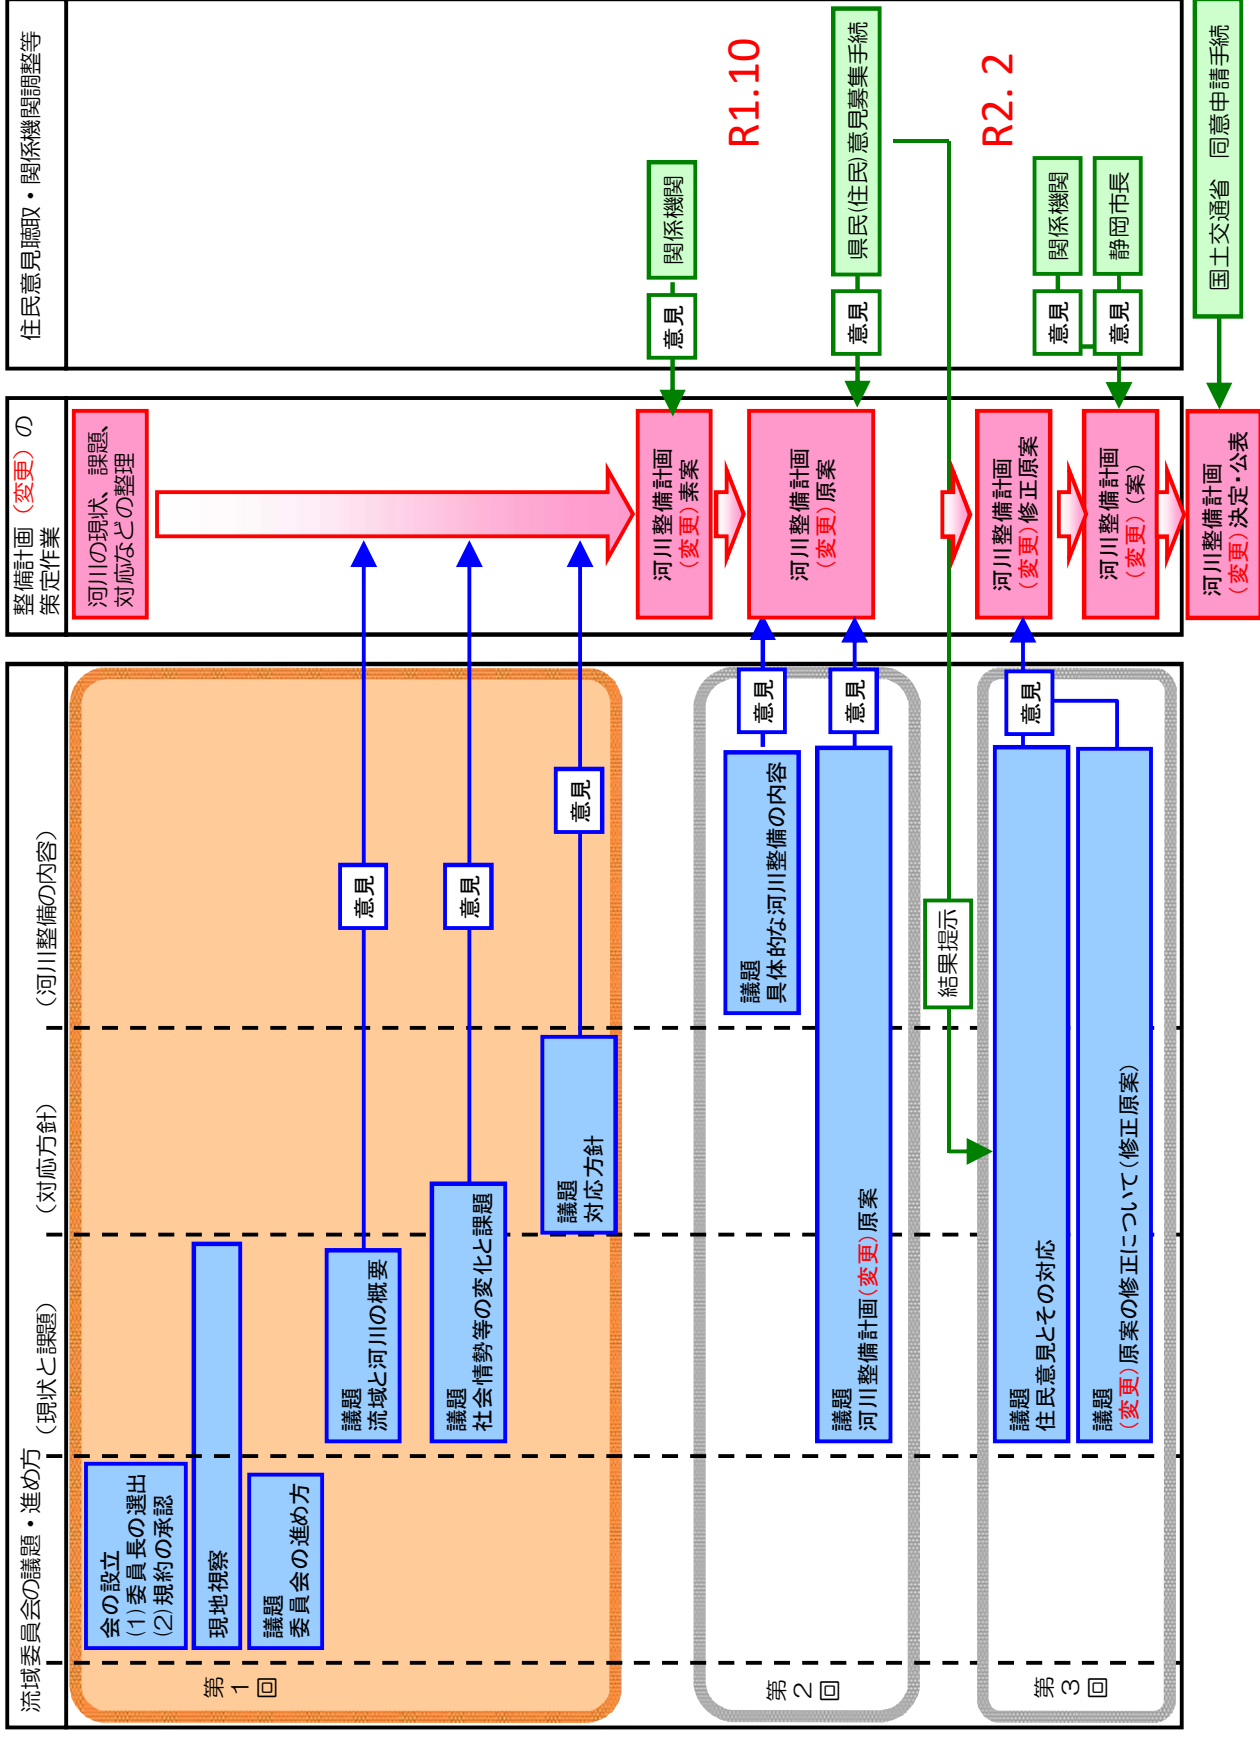 流域委員会の議題・進め方
(現状と課題)
(対応方針)
(河川整備の内容)
整備計画(変更)の
策定作業
住民意見聴取・関係機関調整等
第1回
会の設立
(1)委員長の選出
(2)規約の承認
現地視察
議題
委員会の進め方
議題
流域と河川の概要
意見
議題
社会情勢等の変化と課題
意見
議題
対応方針
意見
河川の現状、課題、
対応などの整理
河川整備計画
(変更)素案
意見
関係機関
第2回
議題
具体的な河川整備の内容
意見
議題
河川整備計画(変更)原案
意見
河川整備計画
(変更)原案
R1.10
意見
県民(住民)意見募集手続
結果提示
第3回
議題
住民意見とその対応
意見
議題
(変更)原案の修正について(修正原案)
河川整備計画
(変更)修正原案
R2.2
河川整備計画
(変更)(案)
意見
関係機関
意見
静岡市長
河川整備計画
(変更)決定・公表
国土交通省 同意申請手続